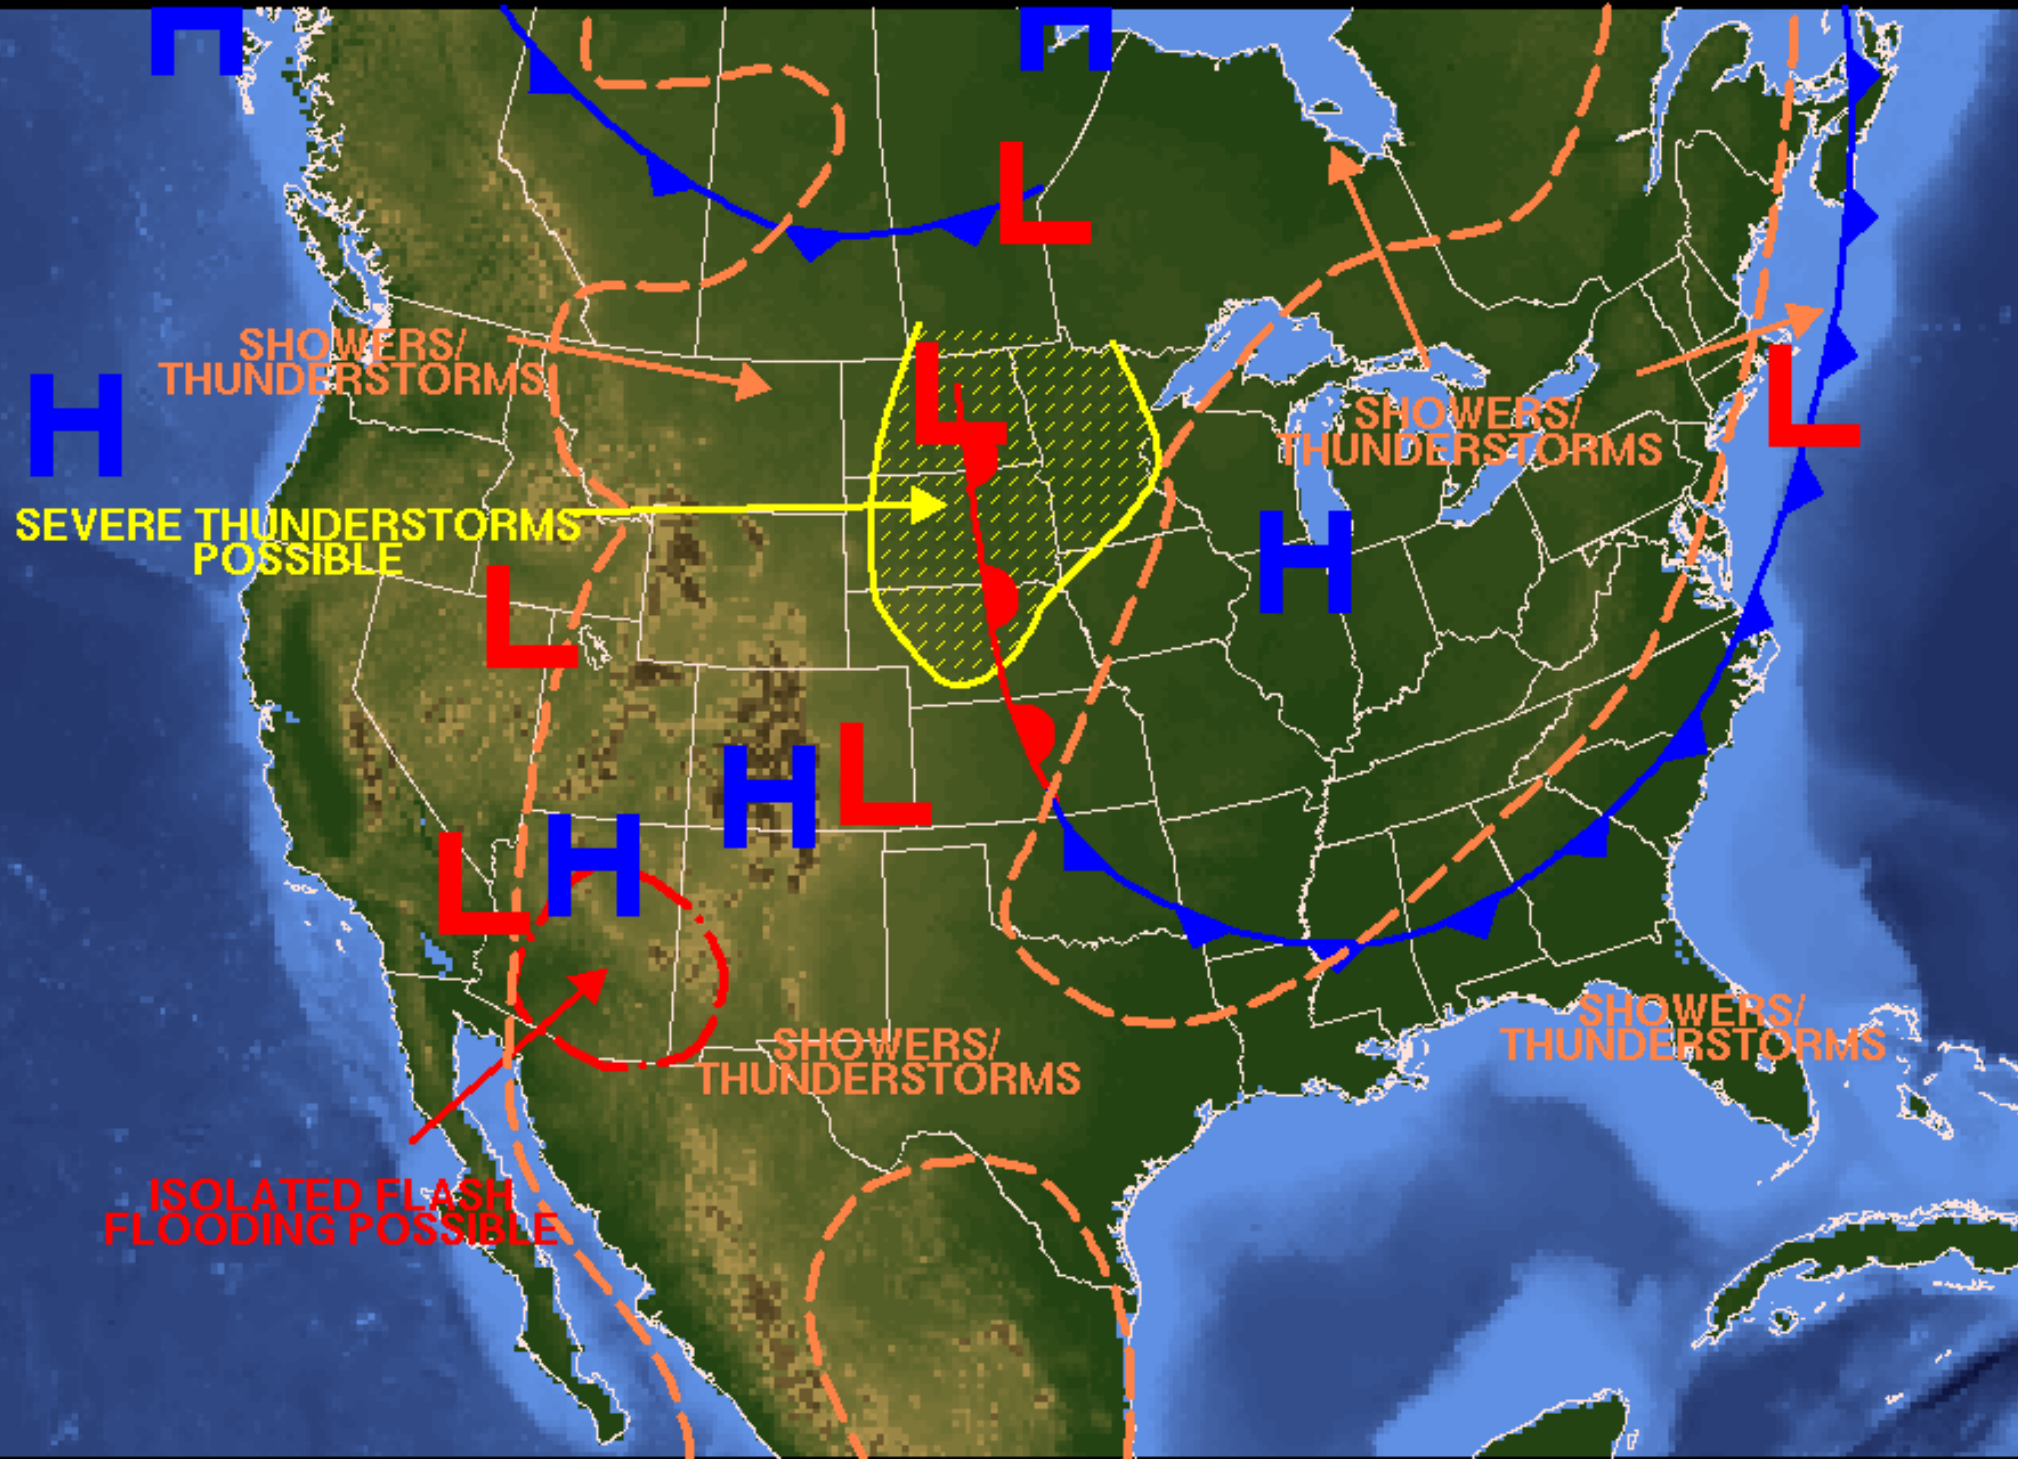 H
H
L
SHOWERS/
THUNDERSTORMS
L
L
H
SHOWERS/
THUNDERSTORMS
SEVERE THUNDERSTORMS
POSSIBLE
H
L
L
H
L
H
SHOWERS/
THUNDERSTORMS
SHOWERS/
THUNDERSTORMS
ISOLATED FLASH
FLOODING POSSIBLE